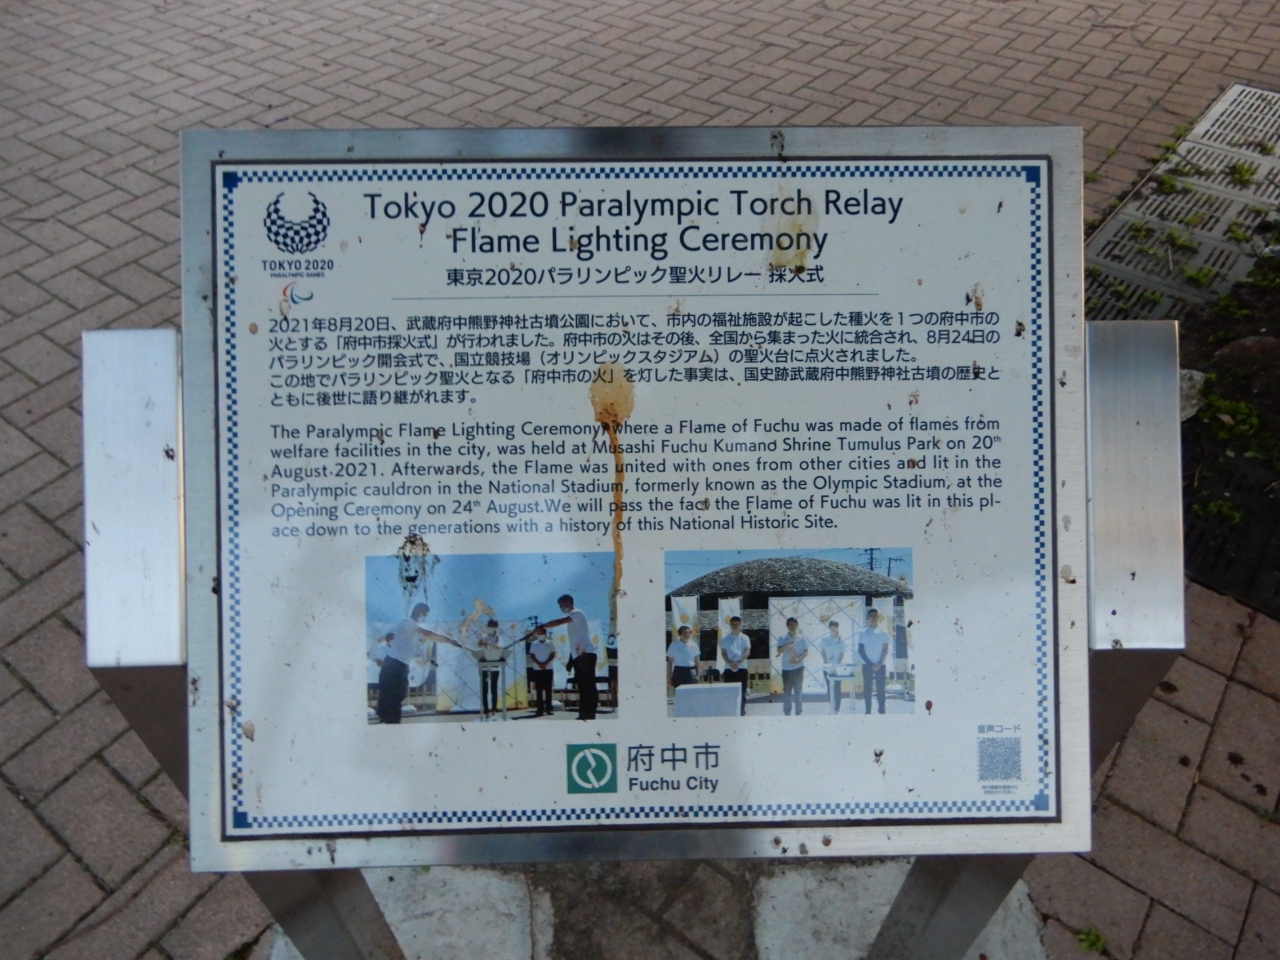 Tokyo 2020 Paralympic Torch Relay
Flame Lighting Ceremony
東京2020パラリンピック聖火リレー 採火式
TOKYO 2020
PARALYMPIC GAMES
2021年8月20日、武蔵府中熊野神社古墳公園において、市内の福祉施設が起こした種火を１つの府中市の
火とする「府中市採火式」が行われました。府中市の火はその後、全国から集まった火に統合され、8月24日の
パラリンピック開会式で、国立競技場（オリンピックスタジアム）の聖火台に点火されました。
この地でパラリンピック聖火となる「府中市の火」を灯した事実は、国史跡武蔵府中熊野神社古墳の歴史と
ともに後世に語り継がれます。
The Paralympic Flame Lighting Ceremony, where a Flame of Fuchu was made of flames from
welfare facilities in the city, was held at Musashi Fuchu Kumano Shrine Tumulus Park on 20th
August 2021. Afterwards, the Flame was united with ones from other cities and lit in the
Paralympic cauldron in the National Stadium, formerly known as the Olympic Stadium, at the
Opening Ceremony on 24th August.We will pass the fact the Flame of Fuchu was lit in this pl-
ace down to the generations with a history of this National Historic Site.
府中市
Fuchu City
音声コード